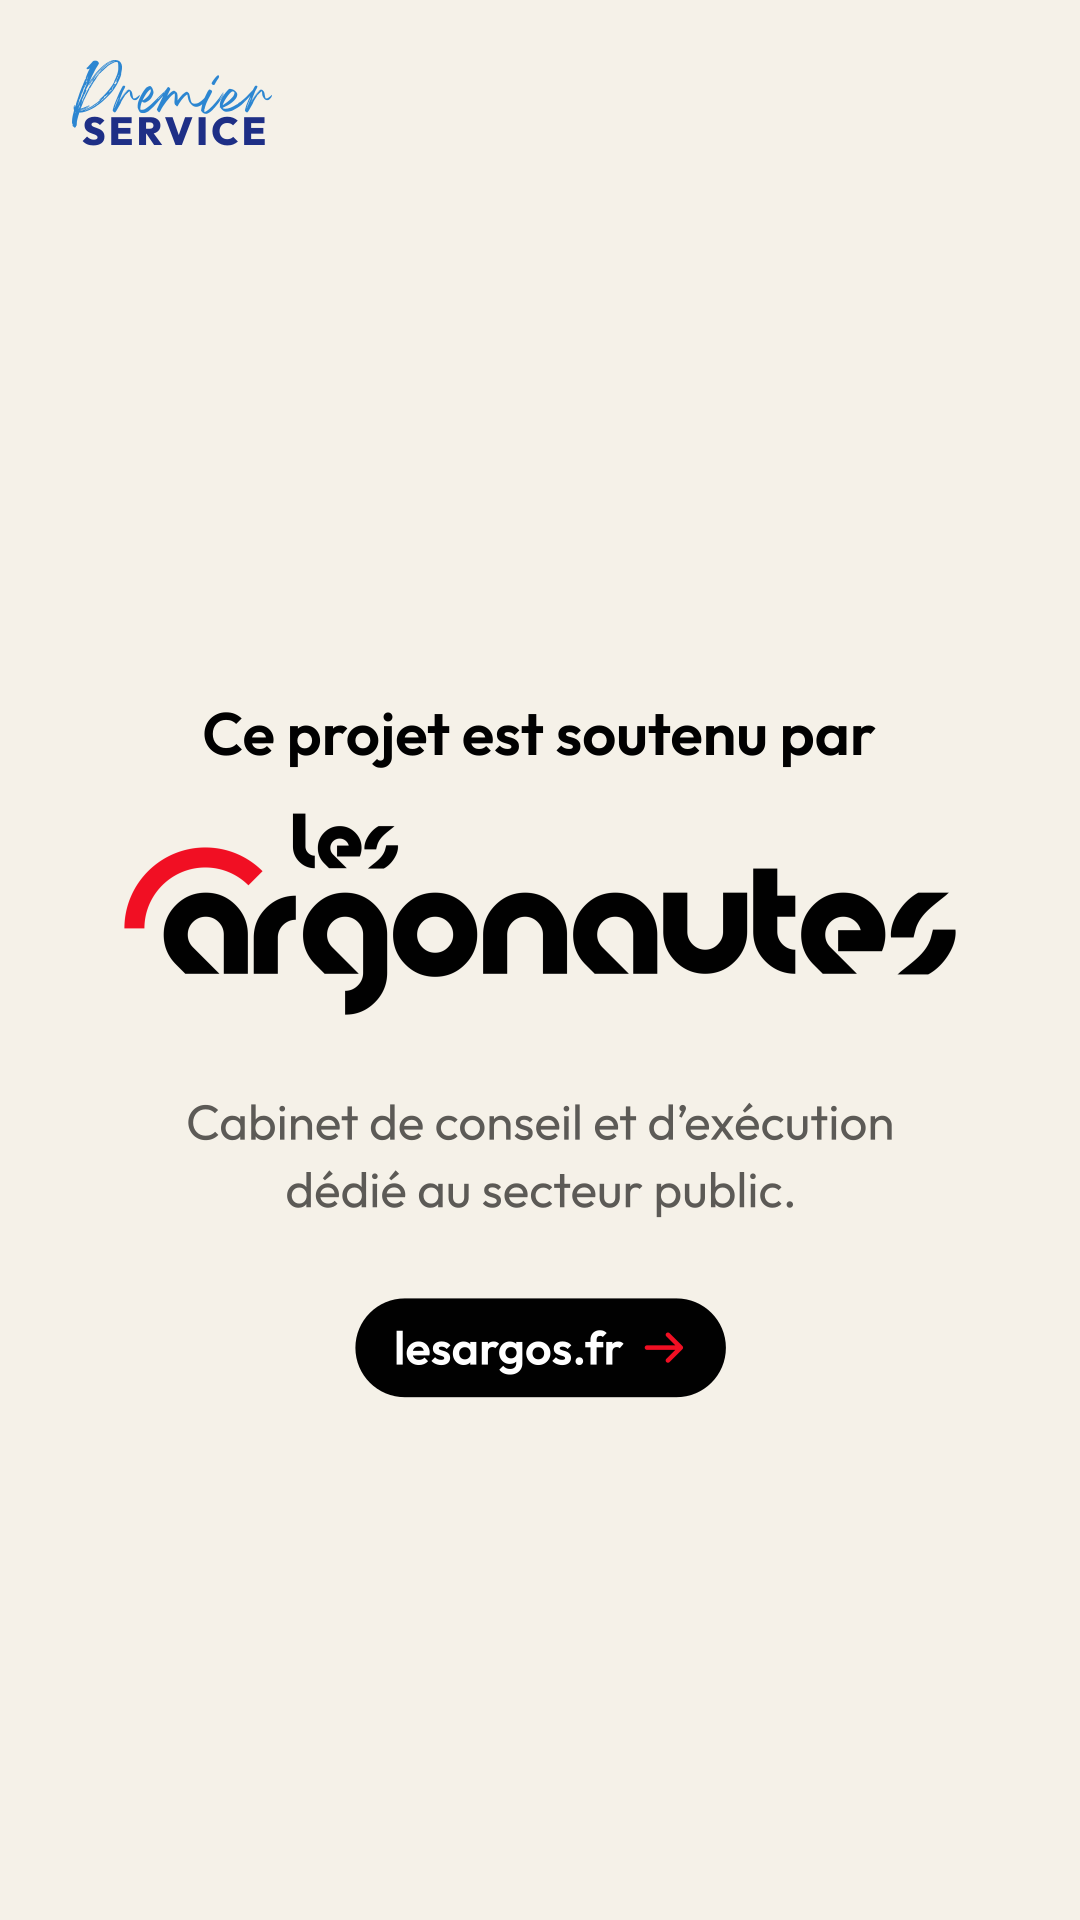 Premier
SERVICE
Ce projet est soutenu par
les
argonautes
Cabinet de conseil et d’exécution
dédié au secteur public.
lesargos.fr →